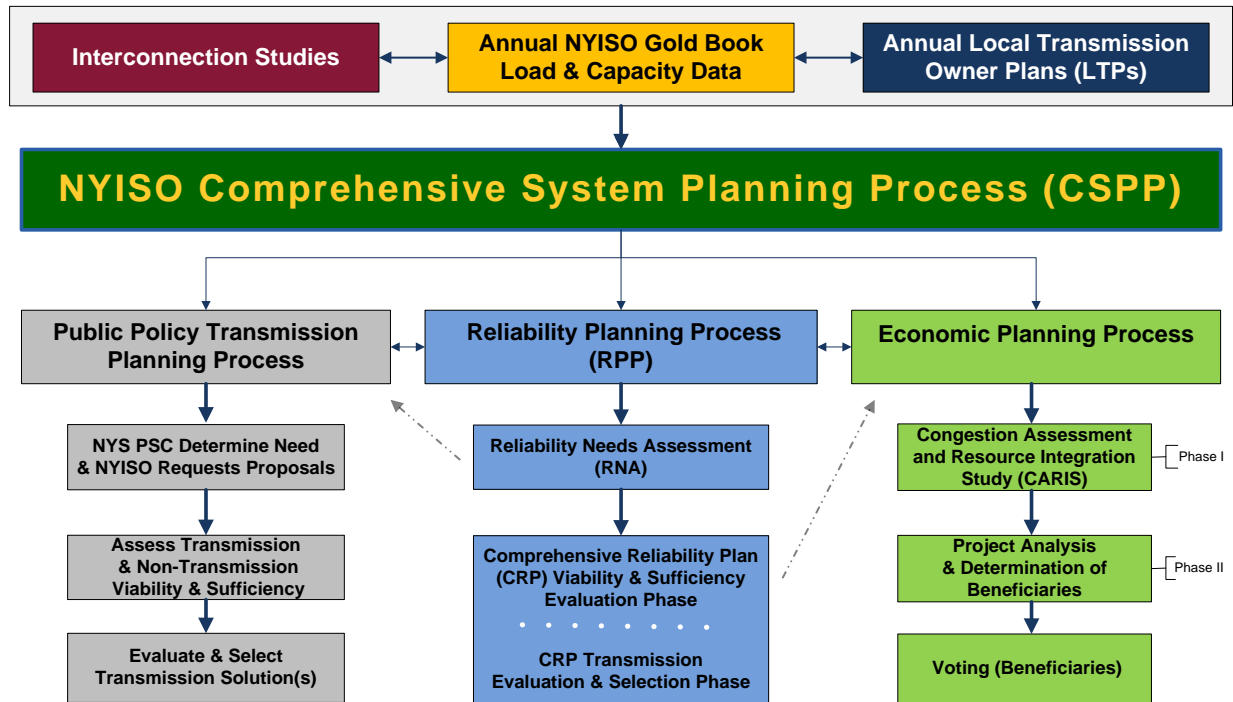 Interconnection Studies
Annual NYISO Gold Book
Load & Capacity Data
Annual Local Transmission
Owner Plans (LTPs)
NYISO Comprehensive System Planning Process (CSPP)
Public Policy Transmission
Planning Process
Reliability Planning Process
(RPP)
Economic Planning Process
NYS PSC Determine Need
& NYISO Requests Proposals
Reliability Needs Assessment
(RNA)
Congestion Assessment
and Resource Integration
Study (CARIS)
Phase I
Assess Transmission
& Non-Transmission
Viability & Sufficiency
Comprehensive Reliability Plan
(CRP) Viability & Sufficiency
Evaluation Phase
Project Analysis
& Determination of
Beneficiaries
Phase II
Evaluate & Select
Transmission Solution(s)
CRP Transmission
Evaluation & Selection Phase
Voting (Beneficiaries)